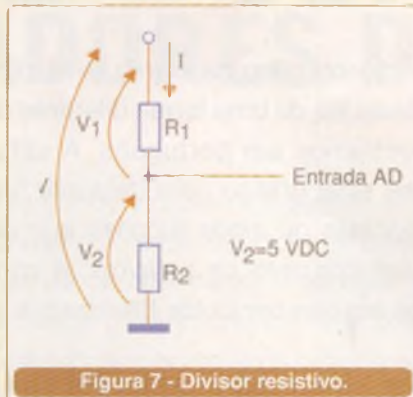 I
V1
R1
Entrada AD
V2
R2
V2=5 VDC
Figura 7 - Divisor resistivo.